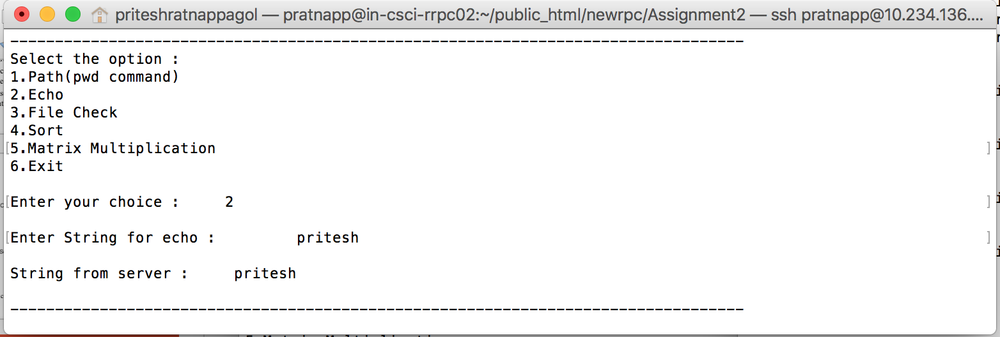 priteshratnappagol — pratnapp@in-csci-rrpc02:~/public_html/newrpc/Assignment2 — ssh pratnapp@10.234.136....
----------------------------------------------------------------------------------
Select the option :
1.Path(pwd command)
2.Echo
3.File Check
4.Sort
[5.Matrix Multiplication ]
6.Exit
[Enter your choice : 2 ]
[Enter String for echo : pritesh ]
String from server : pritesh
----------------------------------------------------------------------------------